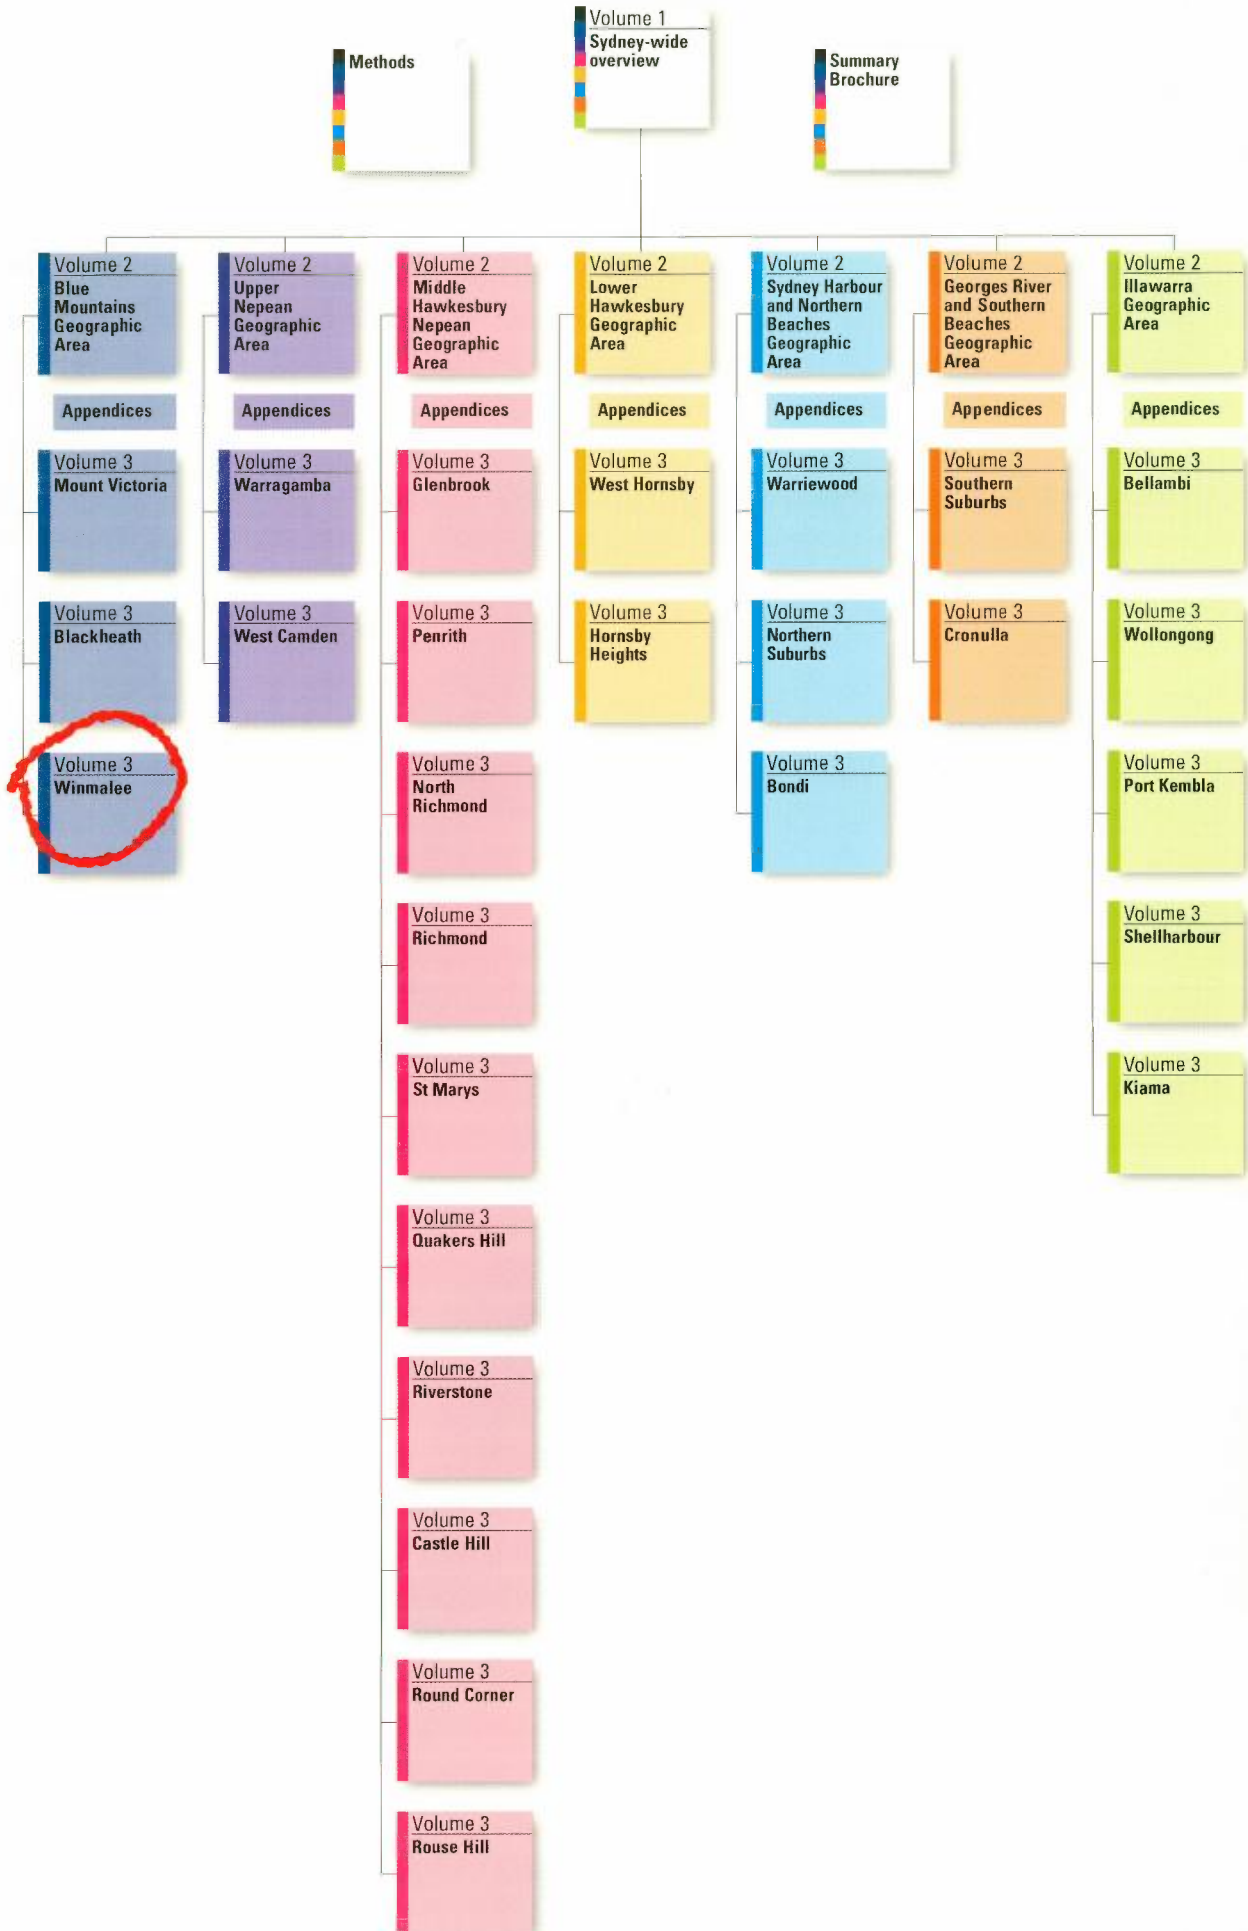 Volume 1
Sydney-wide
overview
Methods
Summary
Brochure
Volume 2
Blue
Mountains
Geographic
Area
Appendices
Volume 3
Mount Victoria
Volume 3
Blackheath
Volume 3
Winmalee
Volume 2
Upper
Nepean
Geographic
Area
Appendices
Volume 3
Warragamba
Volume 3
West Camden
Volume 2
Middle
Hawkesbury
Nepean
Geographic
Area
Appendices
Volume 3
Glenbrook
Volume 3
Penrith
Volume 3
North
Richmond
Volume 3
Richmond
Volume 3
St Marys
Volume 3
Quakers Hill
Volume 3
Riverstone
Volume 3
Castle Hill
Volume 3
Round Corner
Volume 3
Rouse Hill
Volume 2
Lower
Hawkesbury
Geographic
Area
Appendices
Volume 3
West Hornsby
Volume 3
Hornsby
Heights
Volume 2
Sydney Harbour
and Northern
Beaches
Geographic
Area
Appendices
Volume 3
Warriewood
Volume 3
Northern
Suburbs
Volume 3
Bondi
Volume 2
Georges River
and Southern
Beaches
Geographic
Area
Appendices
Volume 3
Southern
Suburbs
Volume 3
Cronulla
Volume 2
Illawarra
Geographic
Area
Appendices
Volume 3
Bellambi
Volume 3
Wollongong
Volume 3
Port Kembla
Volume 3
Shellharbour
Volume 3
Kiama